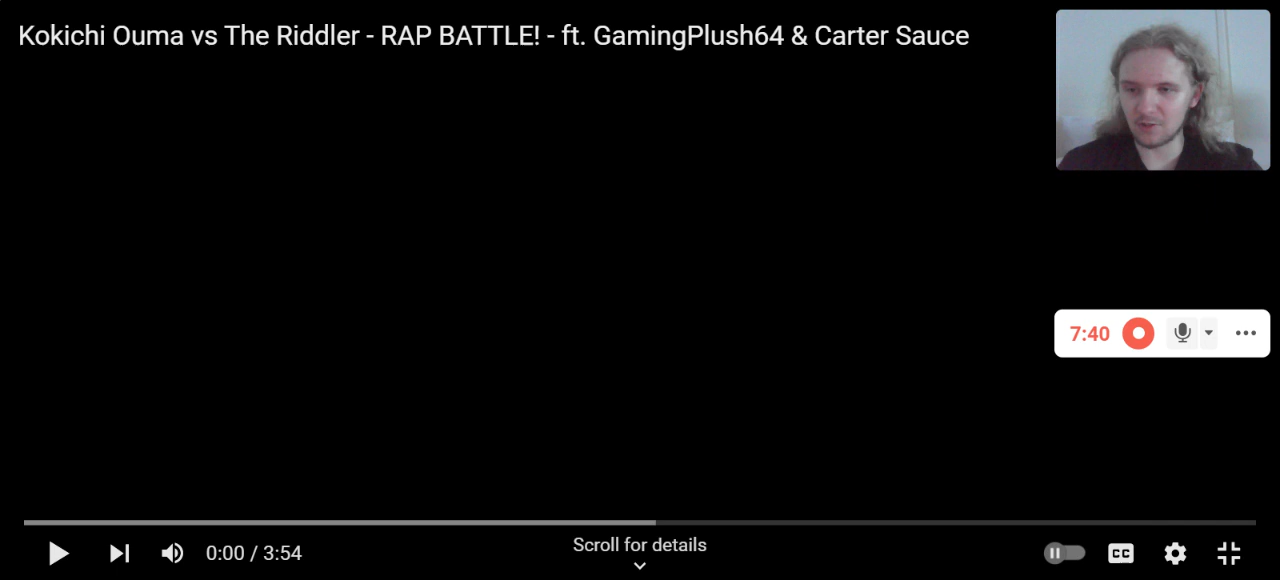 Kokichi Ouma vs The Riddler - RAP BATTLE! - ft. GamingPlush64 & Carter Sauce
7:40
0:00 / 3:54
Scroll for details
CC